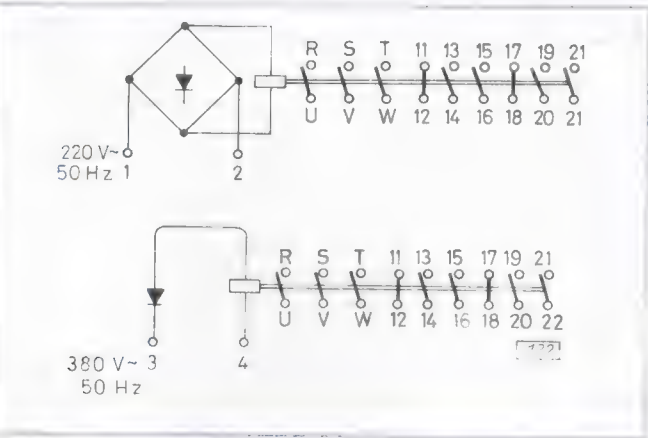 R S T 11 13 15 17 19 21
U V W 12 14 16 18 20 21
220 V~
50 Hz 1 2
R S T 11 13 15 17 19 21
U V W 12 14 16 18 20 22
380 V~ 3 4
50 Hz